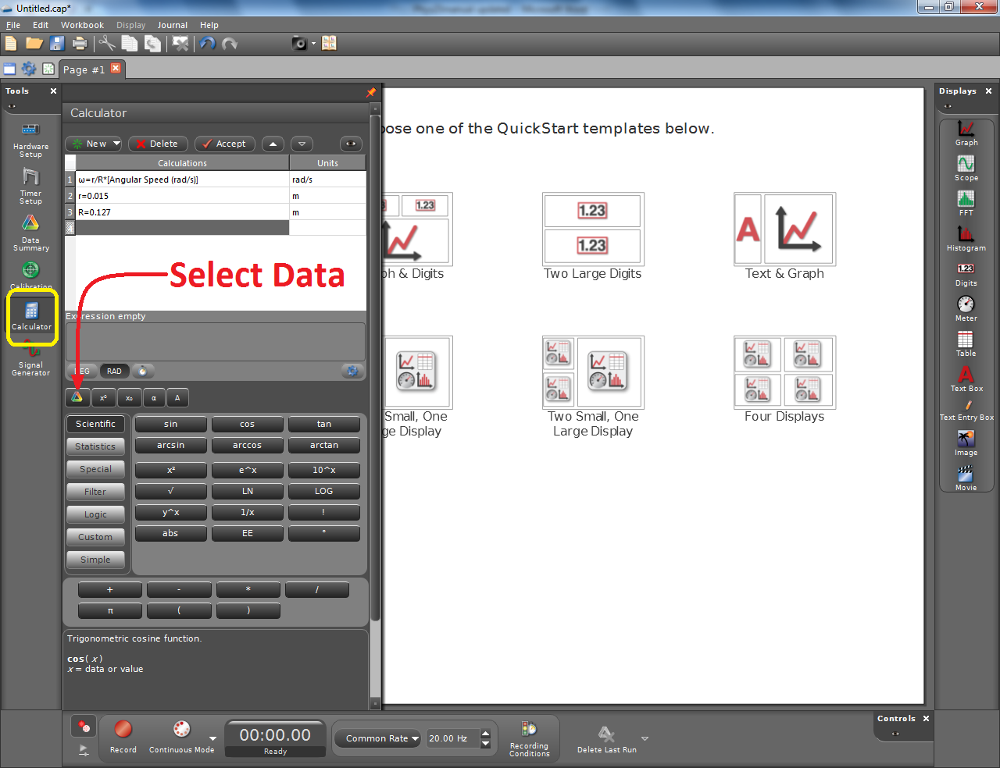 Untitled.cap*
File Edit Workbook Display Journal Help
Page #1
Tools
Hardware
Setup
Timer
Setup
Data
Summary
Calibration
Calculator
Signal
Generator
Calculator
New Delete Accept
Calculations Units
1 ω=r/R*[Angular Speed (rad/s)] rad/s
2 r=0.015 m
3 R=0.127 m
4
Select Data
Expression empty
RAD
x² x₀ α A
Scientific
Statistics
Special
Filter
Logic
Custom
Simple
sin cos tan
arcsin arccos arctan
x² e^x 10^x
√ LN LOG
y^x 1/x !
abs EE °
+ - * /
π ( )
Trigonometric cosine function.
cos( x )
x = data or value
ose one of the QuickStart templates below.
1.23
ph & Digits
1.23
1.23
Two Large Digits
A
Text & Graph
Small, One
ge Display
Two Small, One
Large Display
Four Displays
Displays
Graph
Scope
FFT
Histogram
1.23
Digits
Meter
Table
A
Text Box
Text Entry Box
Image
Movie
Record
Continuous Mode
00:00.00
Ready
Common Rate 20.00 Hz
Recording
Conditions
Delete Last Run
Controls